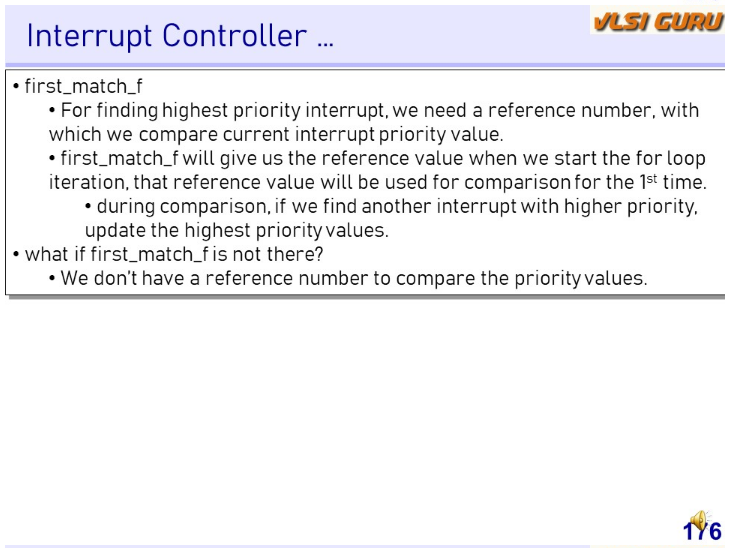 Interrupt Controller ...
VLSI GURU
• first_match_f
• For finding highest priority interrupt, we need a reference number, with
which we compare current interrupt priority value.
• first_match_f will give us the reference value when we start the for loop
iteration, that reference value will be used for comparison for the 1st time.
• during comparison, if we find another interrupt with higher priority,
update the highest priority values.
• what if first_match_f is not there?
• We don't have a reference number to compare the priority values.